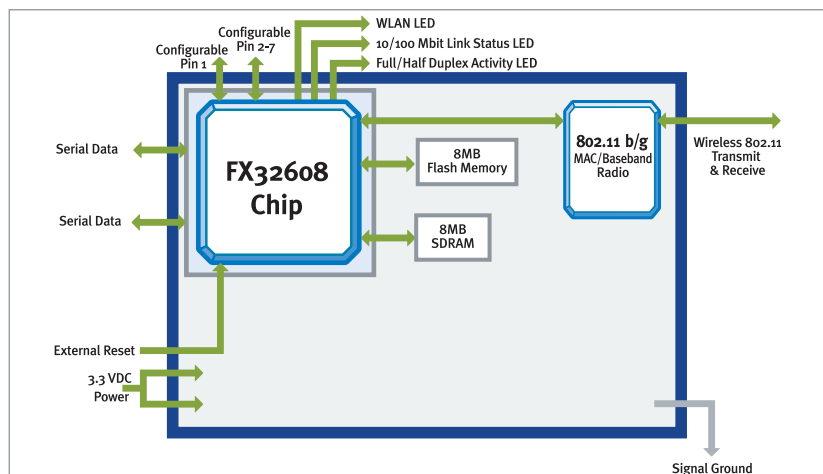 WLAN LED
10/100 Mbit Link Status LED
Full/Half Duplex Activity LED
Configurable
Pin 1
Configurable
Pin 2-7
Serial Data
Serial Data
FX32608
Chip
8MB
Flash Memory
8MB
SDRAM
802.11 b/g
MAC/Baseband
Radio
Wireless 802.11
Transmit
& Receive
External Reset
3.3 VDC
Power
Signal Ground